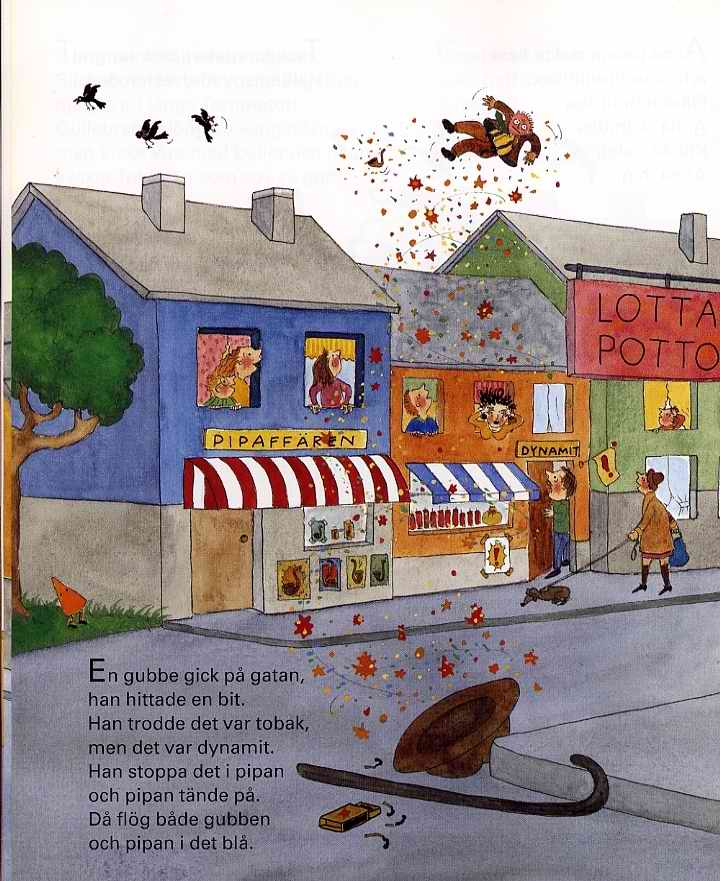 LOTTA
POTTO
PIPAFFÄREN
DYNAMIT
!
!
En gubbe gick på gatan,
han hittade en bit.
Han trodde det var tobak,
men det var dynamit.
Han stoppa det i pipan
och pipan tände på.
Då flög både gubben
och pipan i det blå.